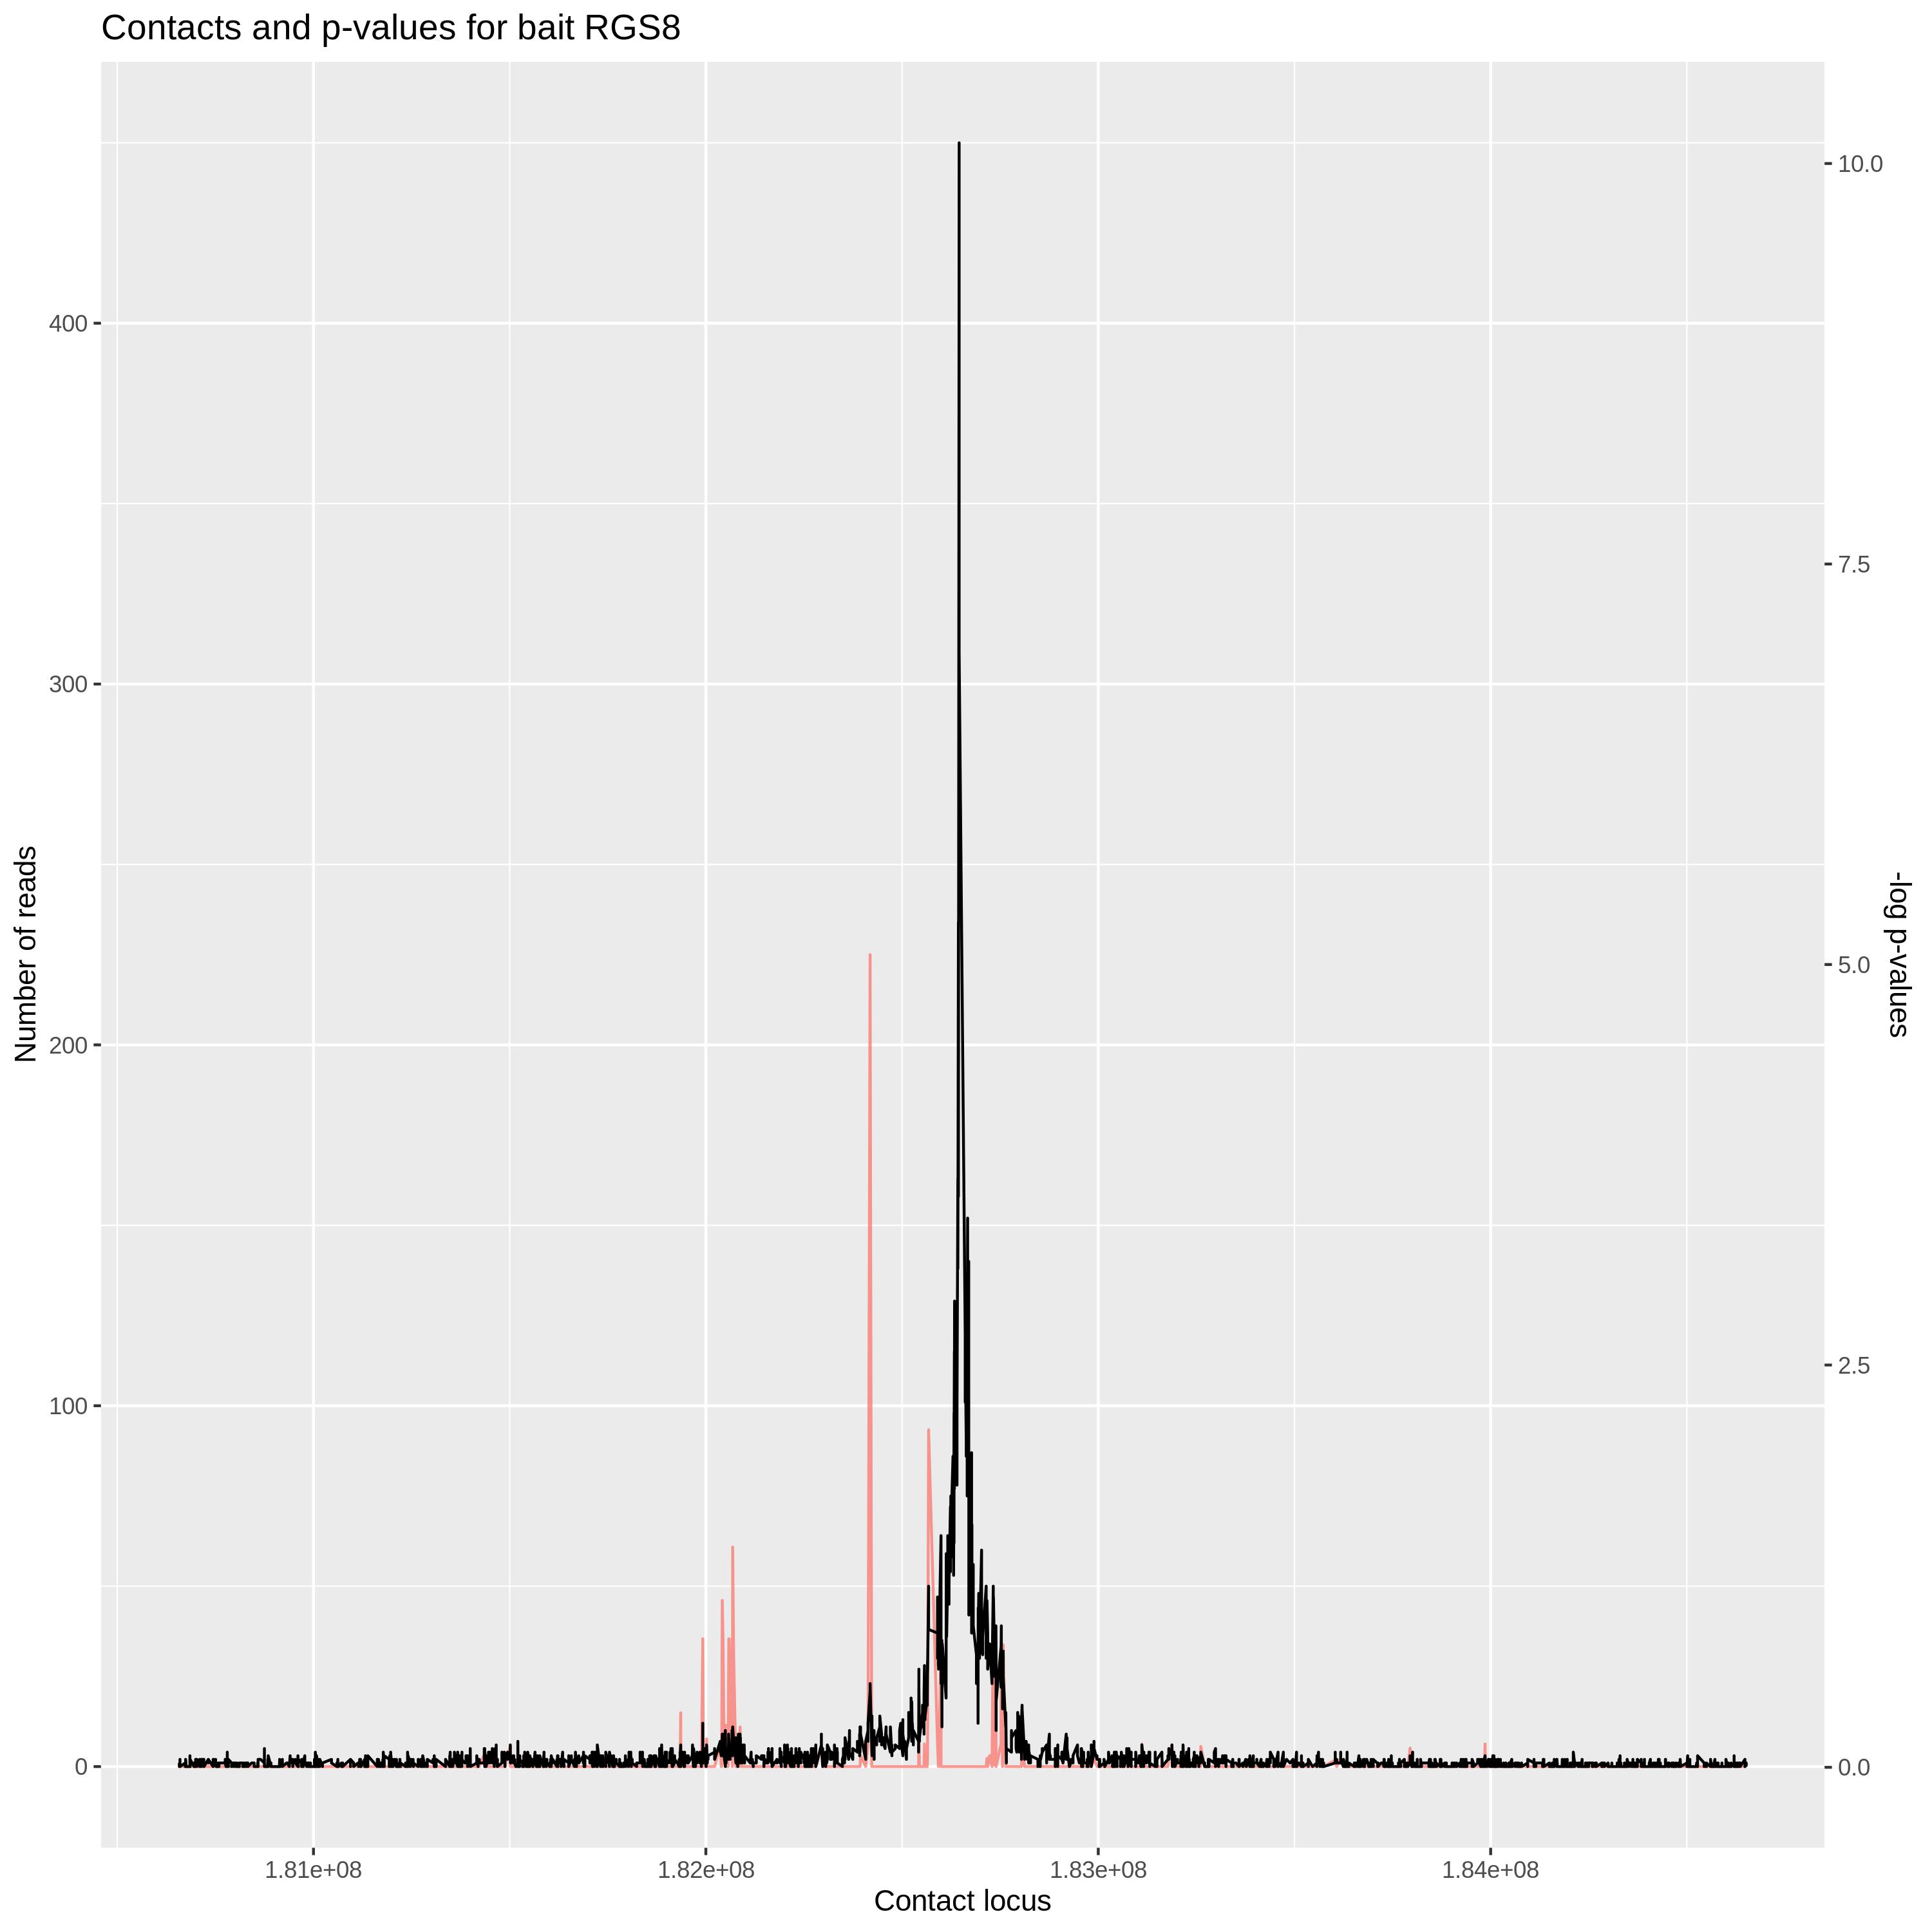 Contacts and p-values for bait RGS8
Number of reads
400
300
200
100
0
10.0
7.5
5.0
2.5
0.0
-log p-values
1.81e+08
1.82e+08
1.83e+08
1.84e+08
Contact locus